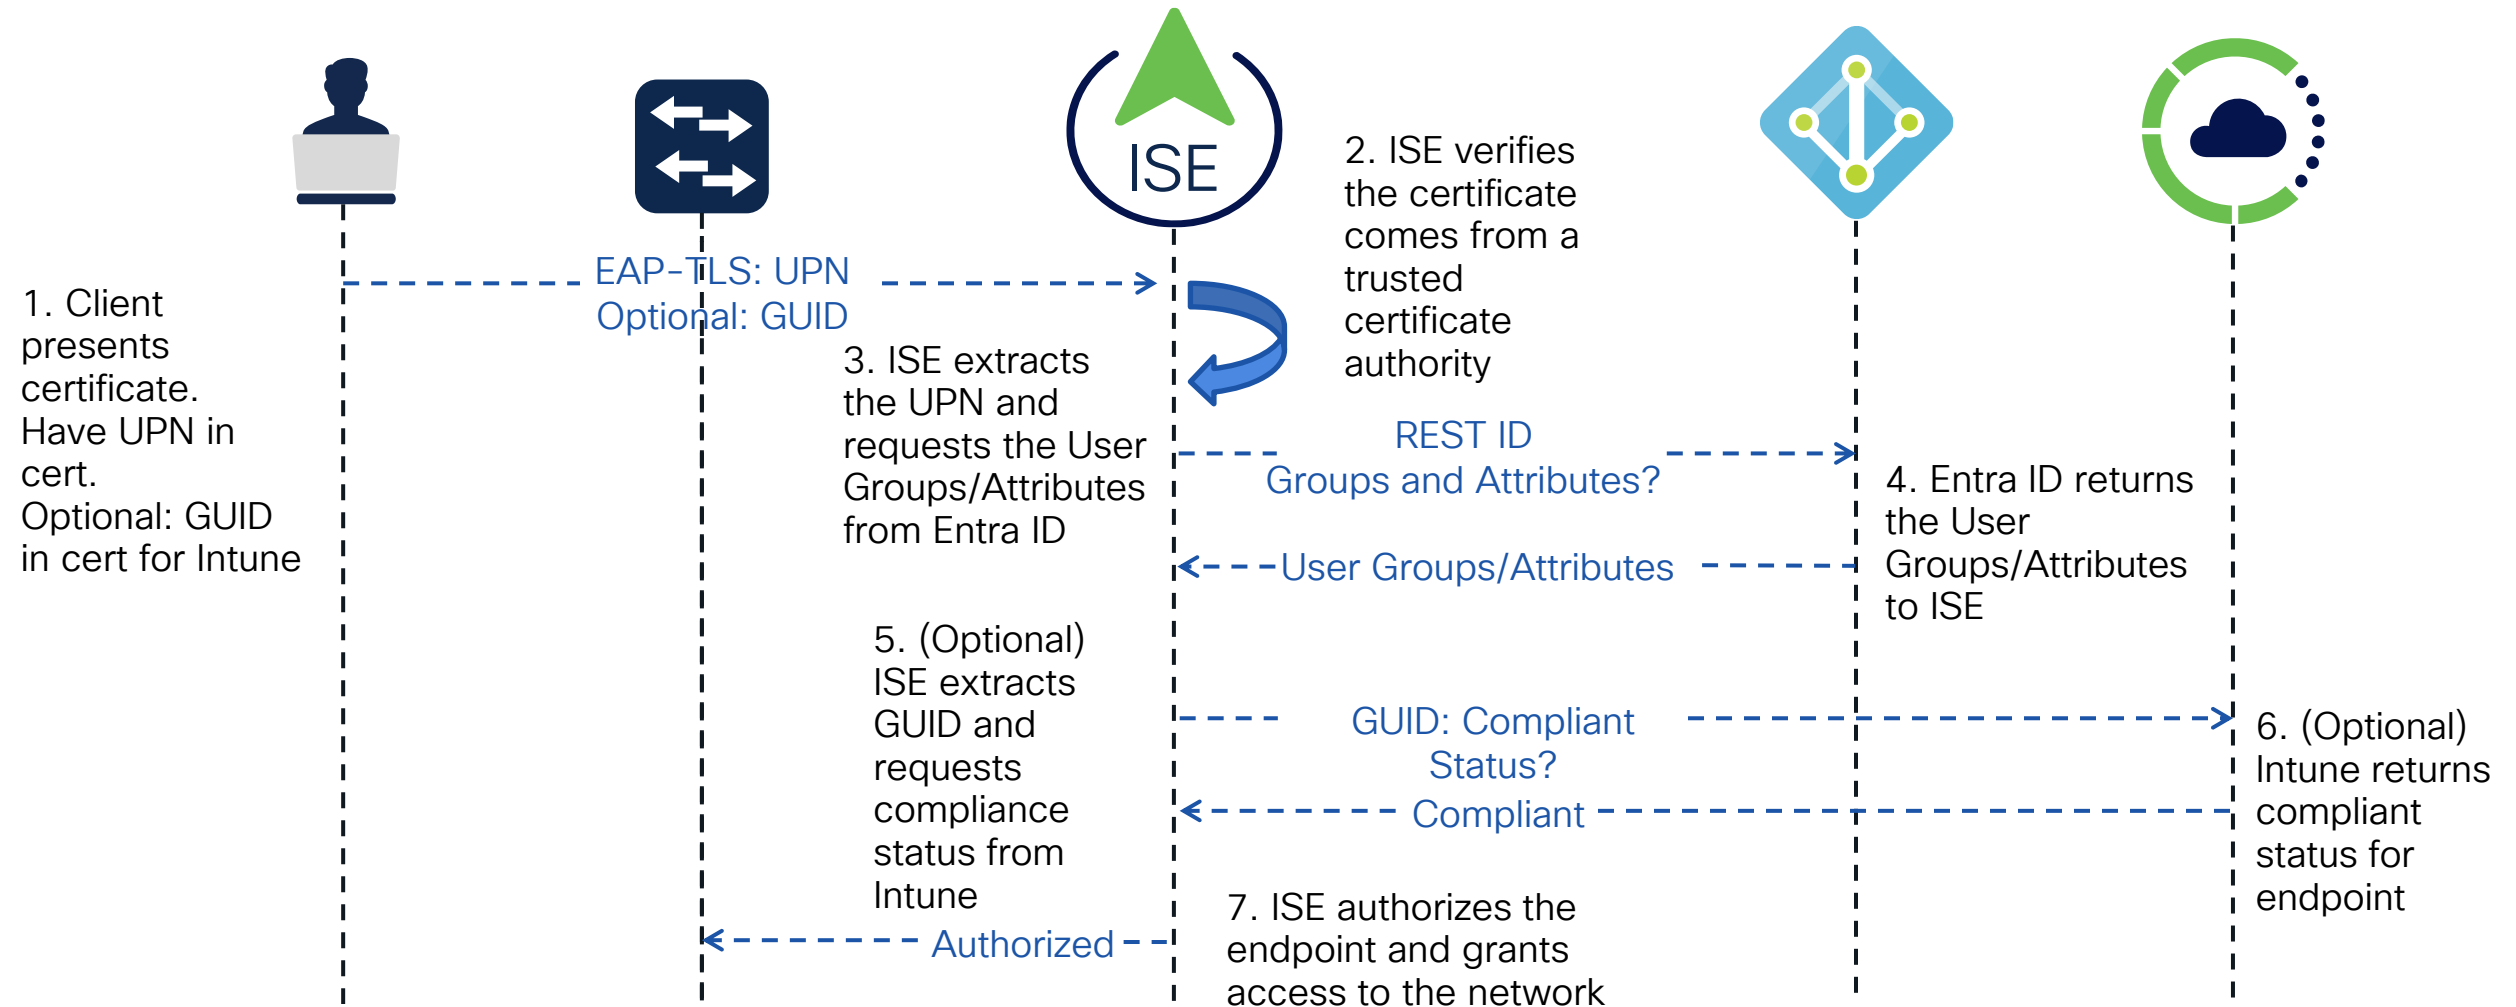 ISE
2. ISE verifies
the certificate
comes from a
trusted
certificate
authority
EAP-TLS: UPN
Optional: GUID
1. Client
presents
certificate.
Have UPN in
cert.
Optional: GUID
in cert for Intune
3. ISE extracts
the UPN and
requests the User
Groups/Attributes
from Entra ID
REST ID
Groups and Attributes?
4. Entra ID returns
the User
Groups/Attributes
to ISE
User Groups/Attributes
5. (Optional)
ISE extracts
GUID and
requests
compliance
status from
Intune
GUID: Compliant
Status?
Compliant
6. (Optional)
Intune returns
compliant
status for
endpoint
7. ISE authorizes the
endpoint and grants
access to the network
Authorized